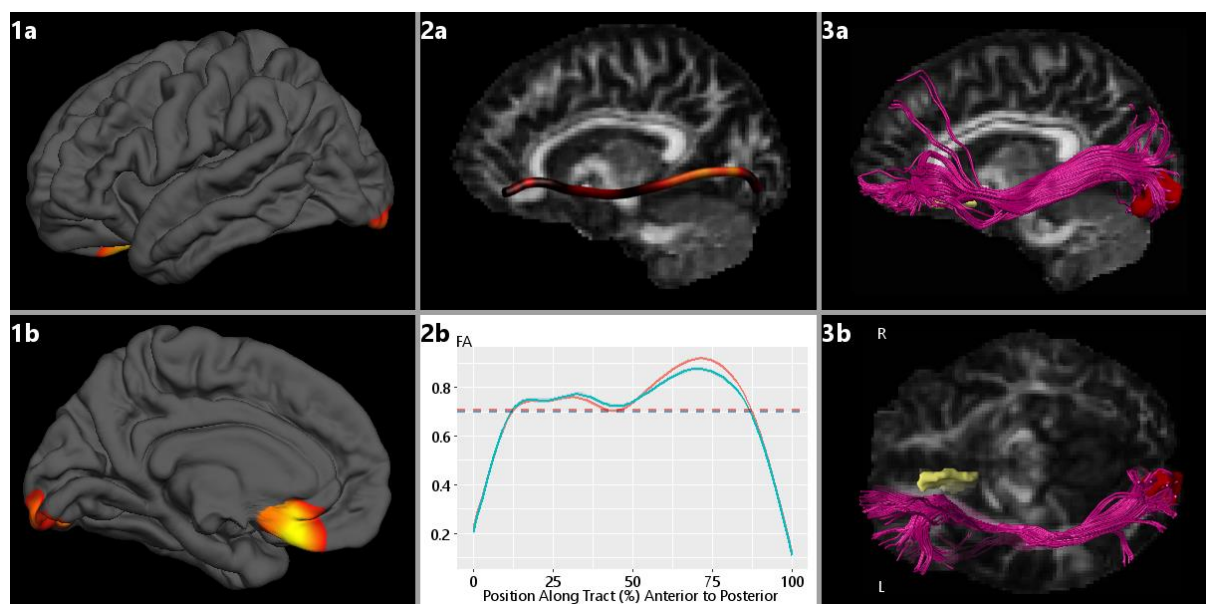 1a
2a
3a
1b
2b
FA
0.8
0.6
0.4
0.2
0 25 50 75 100
Position Along Tract (%) Anterior to Posterior
3b
R
L